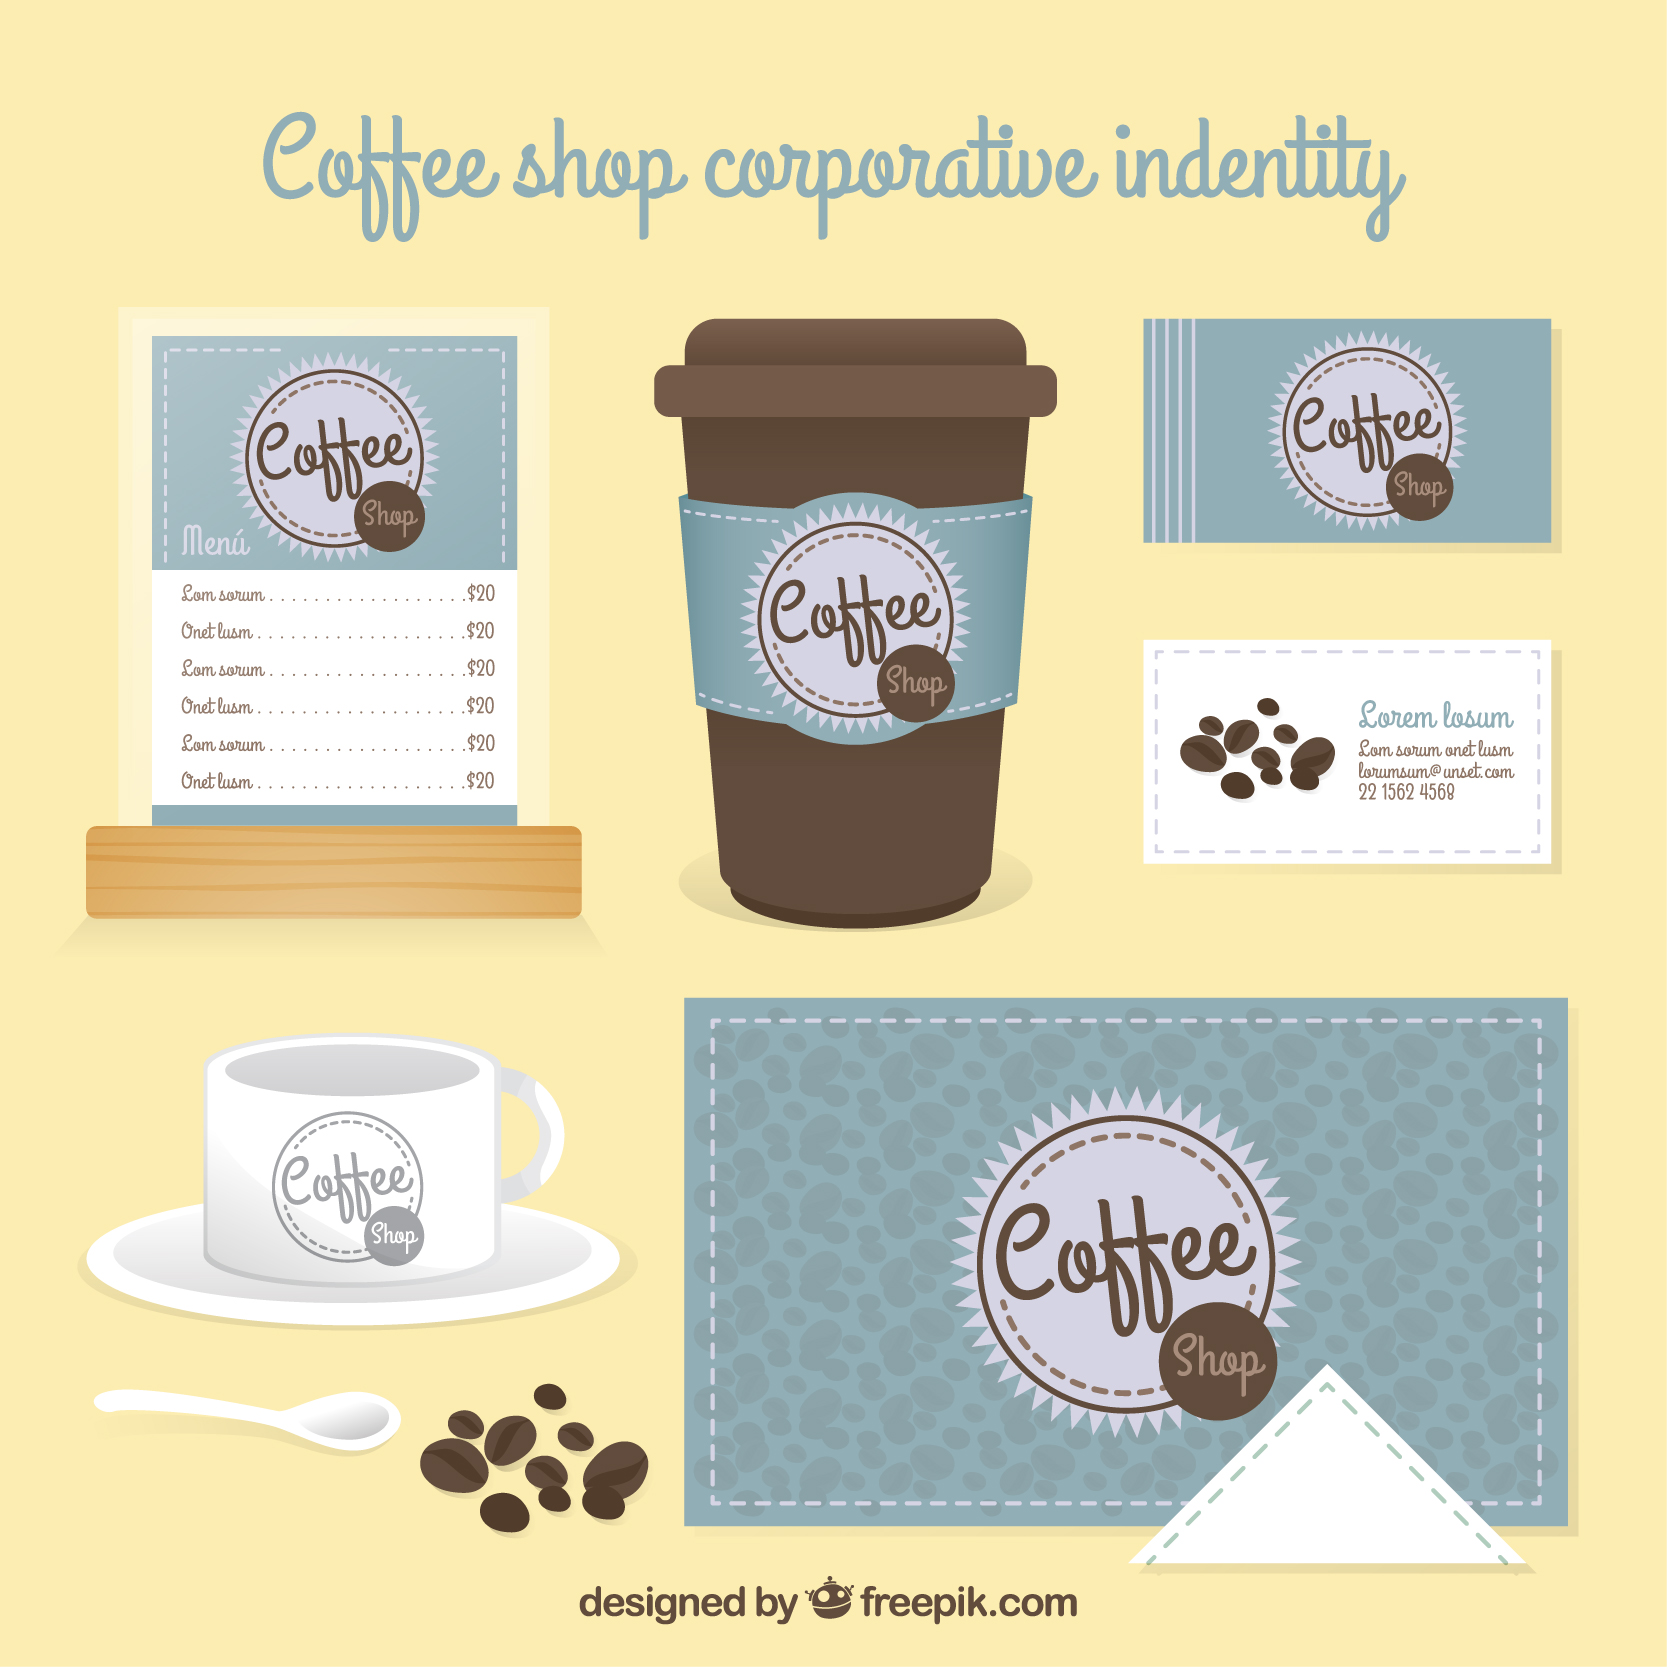 Coffee shop corporative indentity
Coffee
Shop
Menú
Lom sorum . . . . . . . . . . . . . . . . . . $20
Onet lusm . . . . . . . . . . . . . . . . . . . $20
Lom sorum . . . . . . . . . . . . . . . . . . $20
Onet lusm . . . . . . . . . . . . . . . . . . . $20
Lom sorum . . . . . . . . . . . . . . . . . . $20
Onet lusm . . . . . . . . . . . . . . . . . . . $20
Coffee
Shop
Coffee
Shop
Lorem losum
Lom sorum onet lusm
lorumsum@unset.com
22 1562 4568
Coffee
Shop
Coffee
Shop
designed by freepik.com